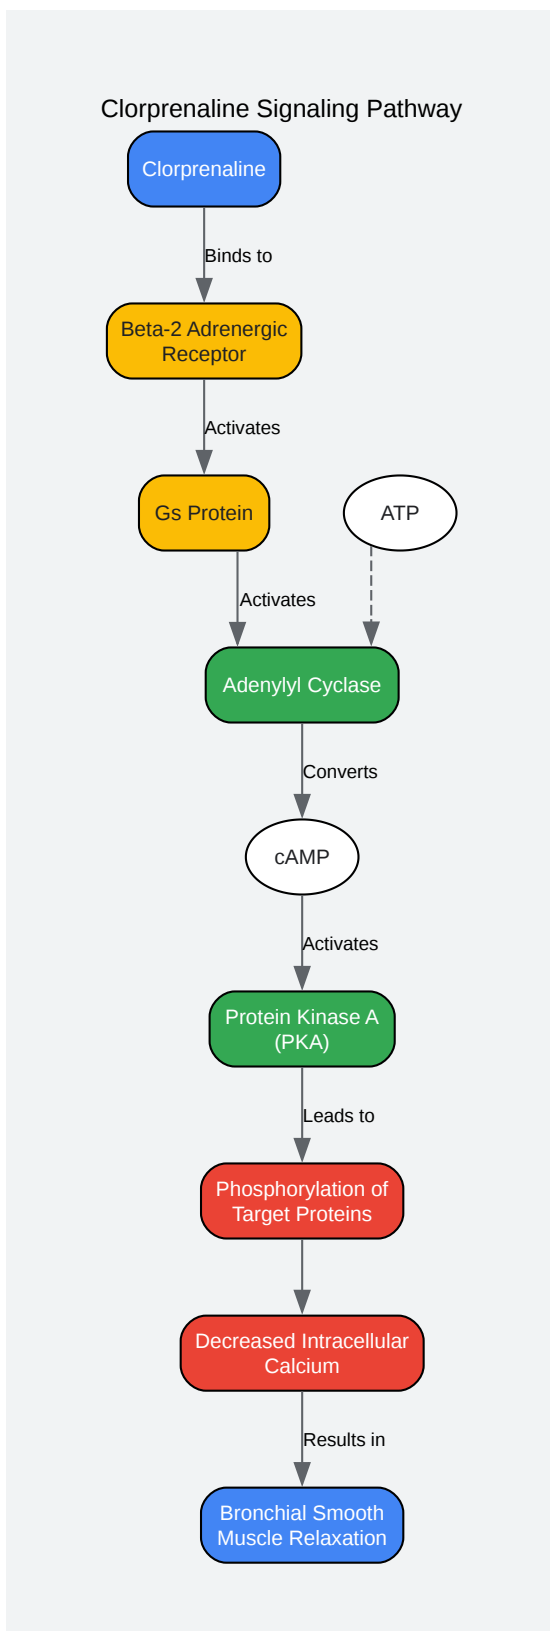 Clorprenaline Signaling Pathway
Clorprenaline
Binds to
Beta-2 Adrenergic
Receptor
Activates
Gs Protein
ATP
Activates
Adenylyl Cyclase
Converts
cAMP
Activates
Protein Kinase A
(PKA)
Leads to
Phosphorylation of
Target Proteins
Decreased Intracellular
Calcium
Results in
Bronchial Smooth
Muscle Relaxation